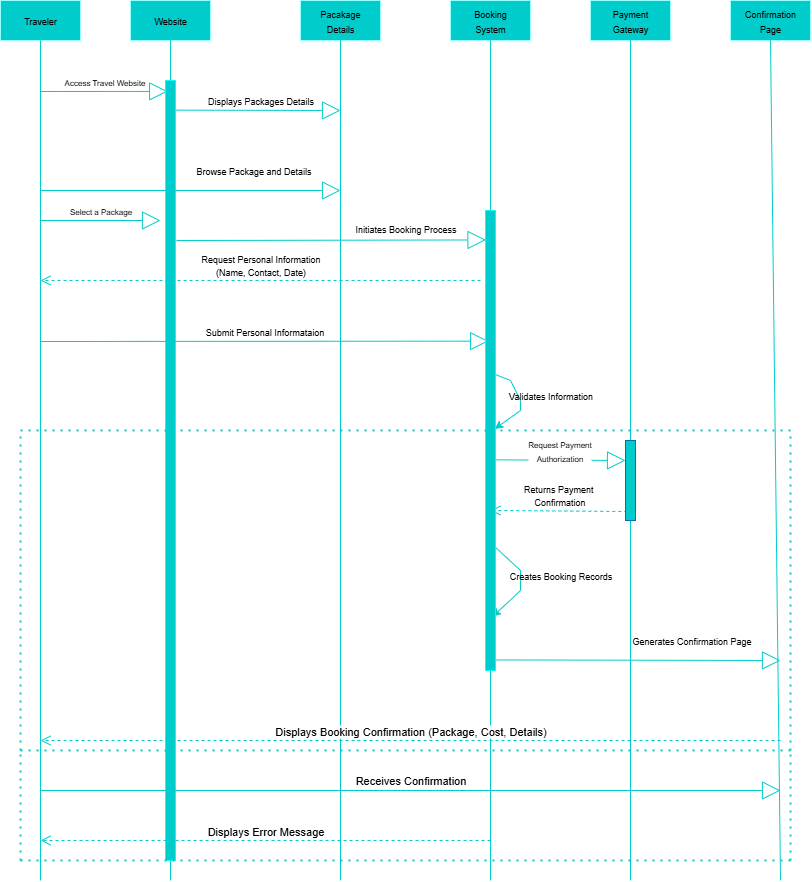 Traveler
Website
Pacakage
Details
Booking
System
Payment
Gateway
Confirmation
Page
Access Travel Website
Displays Packages Details
Browse Package and Details
Select a Package
Initiates Booking Process
Request Personal Information
(Name, Contact, Date)
Submit Personal Informataion
Validates Information
Request Payment
Authorization
Returns Payment
Confirmation
Creates Booking Records
Generates Confirmation Page
Displays Booking Confirmation (Package, Cost, Details)
Receives Confirmation
Displays Error Message